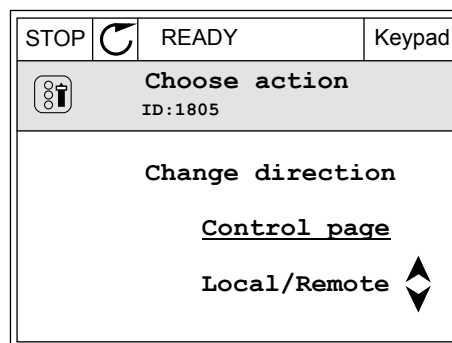 STOP READY Keypad
Choose action
ID:1805
Change direction
Control page
Local/Remote